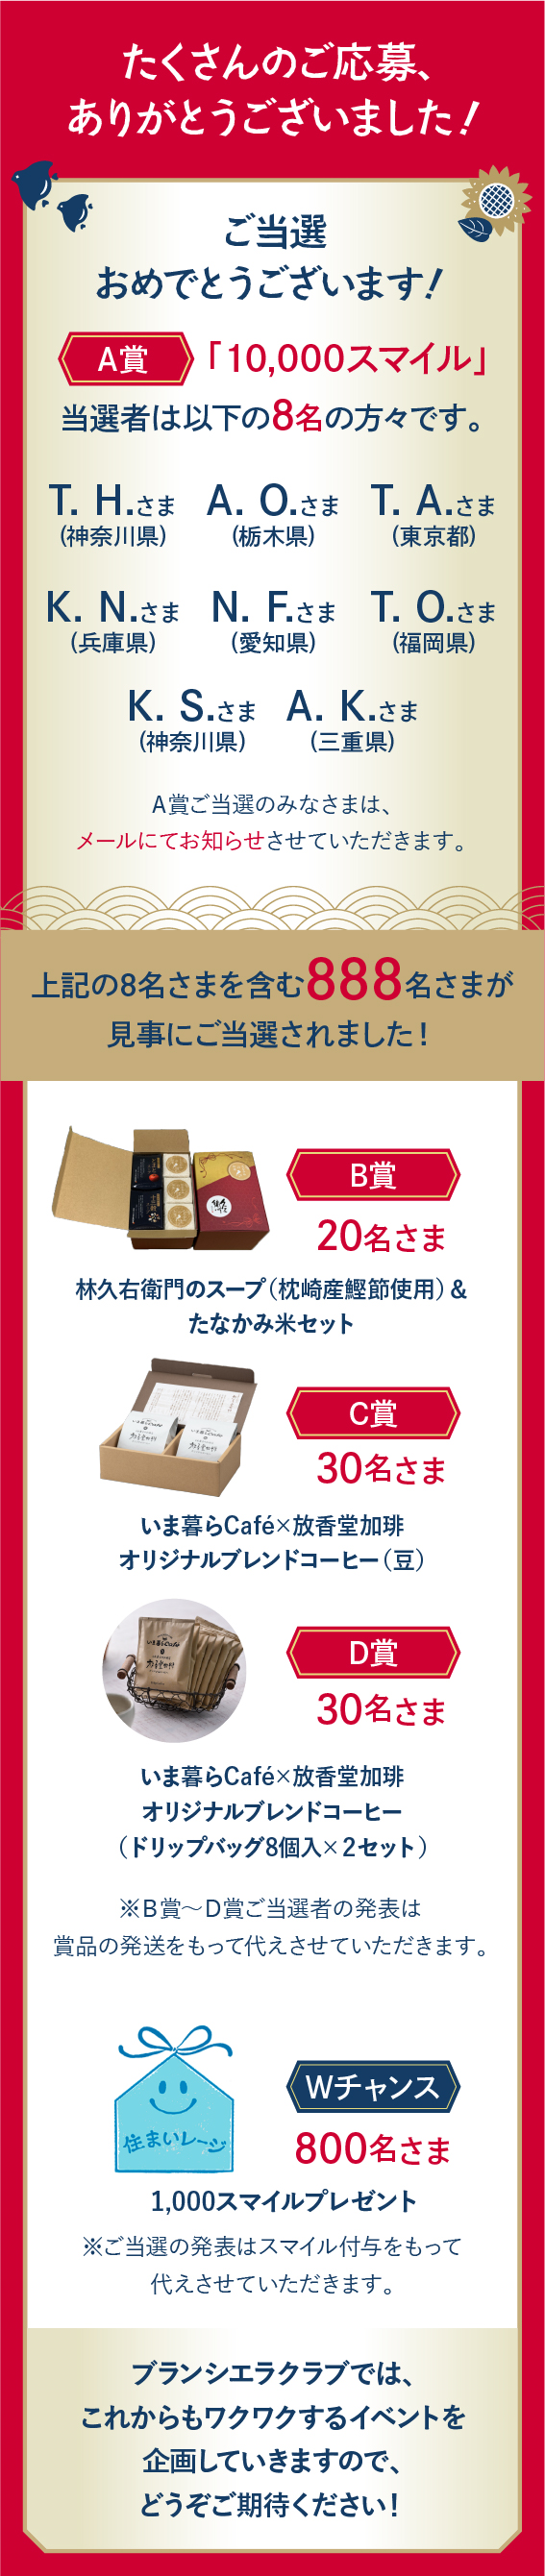 たくさんのご応募、
ありがとうございました！
ご当選
おめでとうございます！
A賞 「10,000スマイル」
当選者は以下の8名の方々です。
T. H.さま A. O.さま T. A.さま
(神奈川県) (栃木県) (東京都)
K. N.さま N. F.さま T. O.さま
(兵庫県) (愛知県) (福岡県)
K. S.さま A. K.さま
(神奈川県) (三重県)
A賞ご当選のみなさまは、
メールにてお知らせさせていただきます。
上記の8名さまを含む888名さまが
見事にご当選されました！
B賞
20名さま
林久右衛門のスープ（枕崎産鰹節使用）＆
たなかみ米セット
C賞
30名さま
いま暮らCafé
いま暮らCafé×放香堂加琲
オリジナルブレンドコーヒー（豆）
いま暮らCafé
D賞
30名さま
いま暮らCafé×放香堂加琲
オリジナルブレンドコーヒー
（ドリップバッグ8個入×2セット）
※B賞～D賞ご当選者の発表は
賞品の発送をもって代えさせていただきます。
Wチャンス
住まいレージ
800名さま
1,000スマイルプレゼント
※ご当選の発表はスマイル付与をもって
代えさせていただきます。
ブランシエラクラブでは、
これからもワクワクするイベントを
企画していきますので、
どうぞご期待ください！